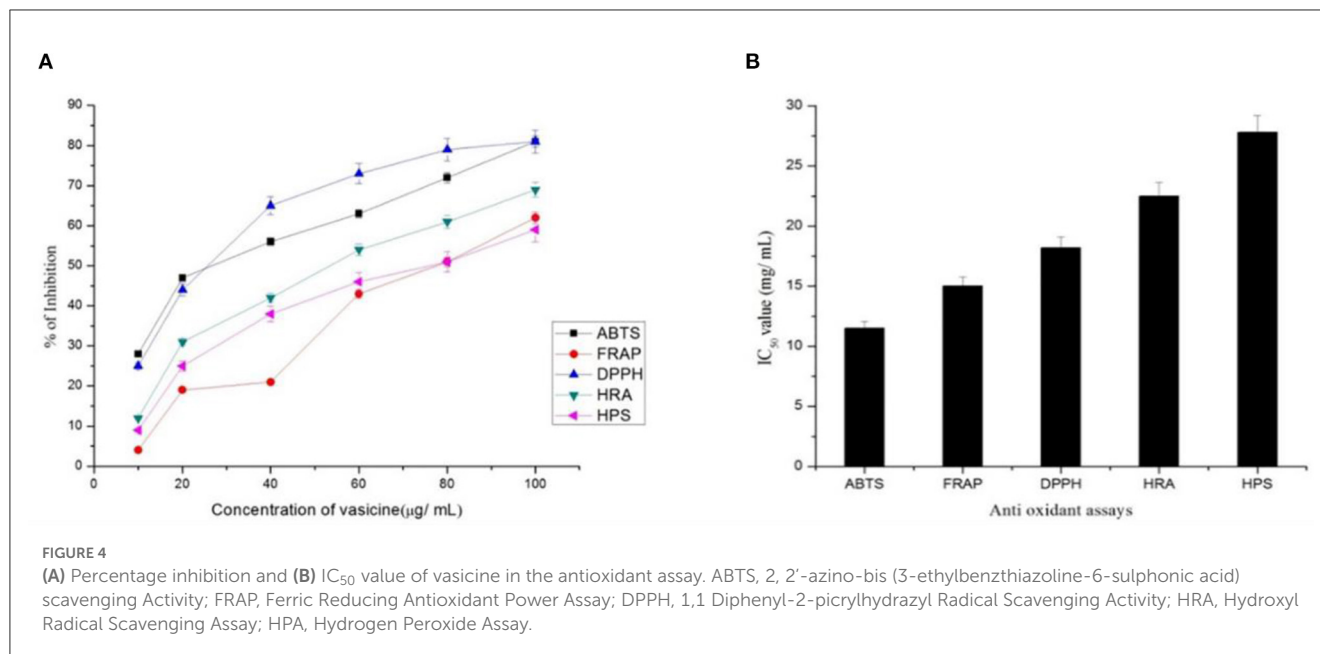 A
90
80
70
60
50
40
30
20
10
0
% of Inhibition
0
20
40
60
80
100
Concentration of vasicine(μg/ mL)
ABTS
FRAP
DPPH
HRA
HPS
B
30
25
20
15
10
5
0
IC₅₀ value (mg/ mL)
ABTS
FRAP
DPPH
HRA
HPS
Anti oxidant assays
FIGURE 4
(A) Percentage inhibition and (B) IC₅₀ value of vasicine in the antioxidant assay. ABTS, 2, 2′-azino-bis (3-ethylbenzthiazoline-6-sulphonic acid)
scavenging Activity; FRAP, Ferric Reducing Antioxidant Power Assay; DPPH, 1,1 Diphenyl-2-picrylhydrazyl Radical Scavenging Activity; HRA, Hydroxyl
Radical Scavenging Assay; HPA, Hydrogen Peroxide Assay.